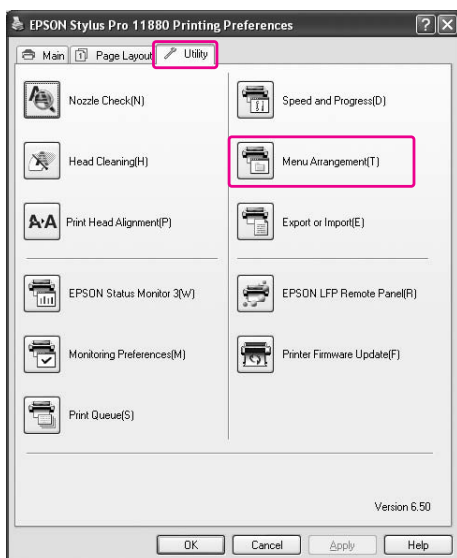 EPSON Stylus Pro 11880 Printing Preferences
Main
Page Layout
Utility
Nozzle Check(N)
Speed and Progress(D)
Head Cleaning(H)
Menu Arrangement(T)
A·A
Print Head Alignment(P)
Export or Import(E)
EPSON Status Monitor 3(W)
EPSON LFP Remote Panel(R)
Monitoring Preferences(M)
Printer Firmware Update(F)
Print Queue(S)
Version 6.50
OK
Cancel
Apply
Help